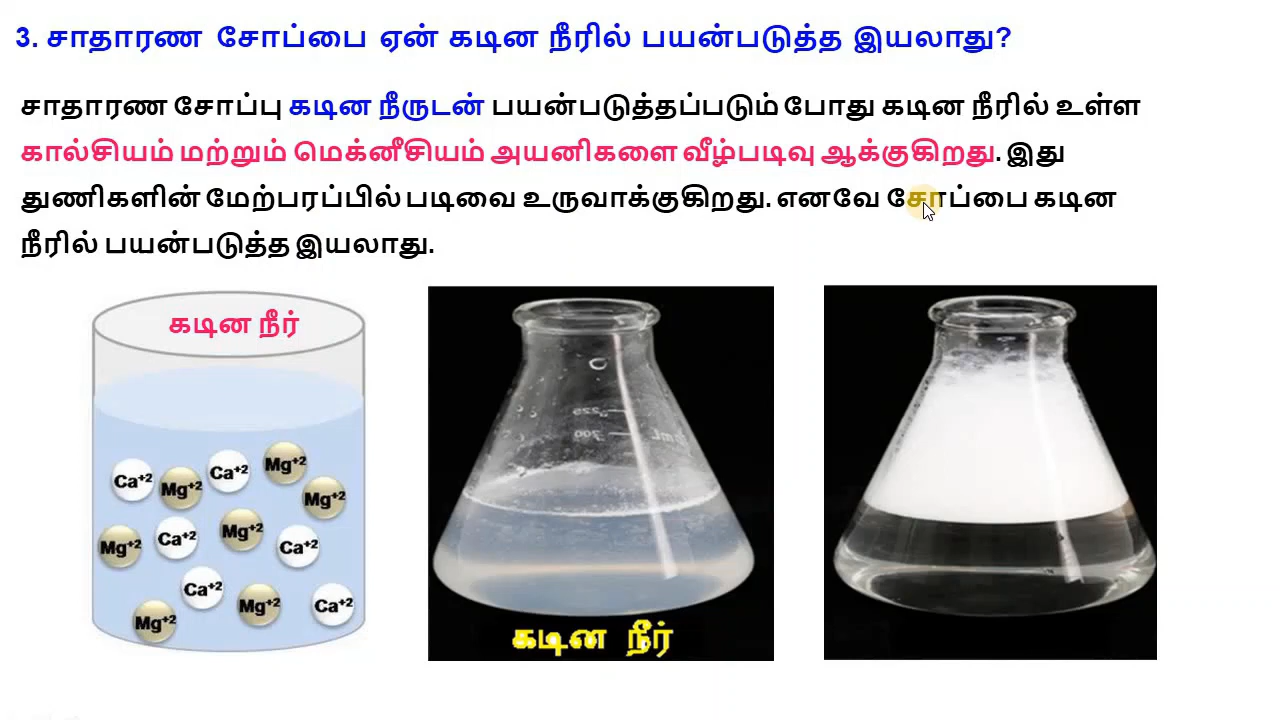 3. சாதாரண சோப்பை ஏன் கடின நீரில் பயன்படுத்த இயலாது?
சாதாரண சோப்பு கடின நீருடன் பயன்படுத்தப்படும் போது கடின நீரில் உள்ள
கால்சியம் மற்றும் மெக்னீசியம் அயனிகளை வீழ்படிவு ஆக்குகிறது. இது
துணிகளின் மேற்பரப்பில் படிவை உருவாக்குகிறது. எனவே சோப்பை கடின
நீரில் பயன்படுத்த இயலாது.
கடின நீர்
Ca+2 Mg+2 Ca+2 Mg+2 Mg+2
Mg+2 Ca+2 Mg+2 Ca+2
Mg+2 Ca+2 Mg+2 Ca+2
225
200 mL
கடின நீர்